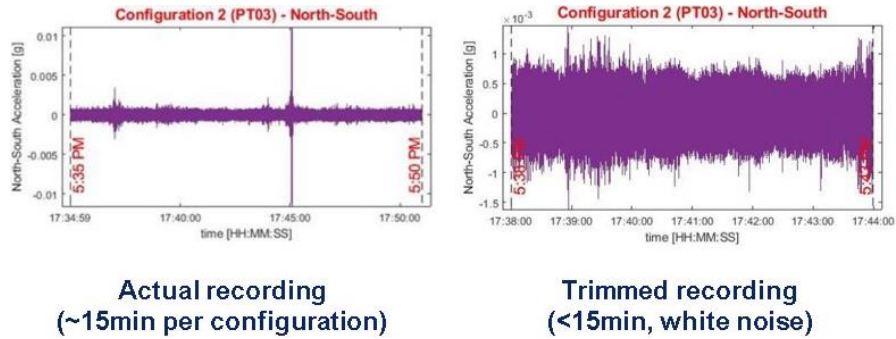 Configuration 2 (PT03) - North-South
0.01
0.005
0
-0.005
-0.01
North-South Acceleration [g]
5:35 PM
5:50 PM
17:34:59
17:40:00
17:45:00
17:50:00
time [HH:MM:SS]
Actual recording
(~15min per configuration)
Configuration 2 (PT03) - North-South
×10⁻³
1.5
1
0.5
0
-0.5
-1
-1.5
North-South Acceleration [g]
17:38:00
17:39:00
17:40:00
17:41:00
17:42:00
17:43:00
17:44:00
time [HH:MM:SS]
Trimmed recording
(<15min, white noise)